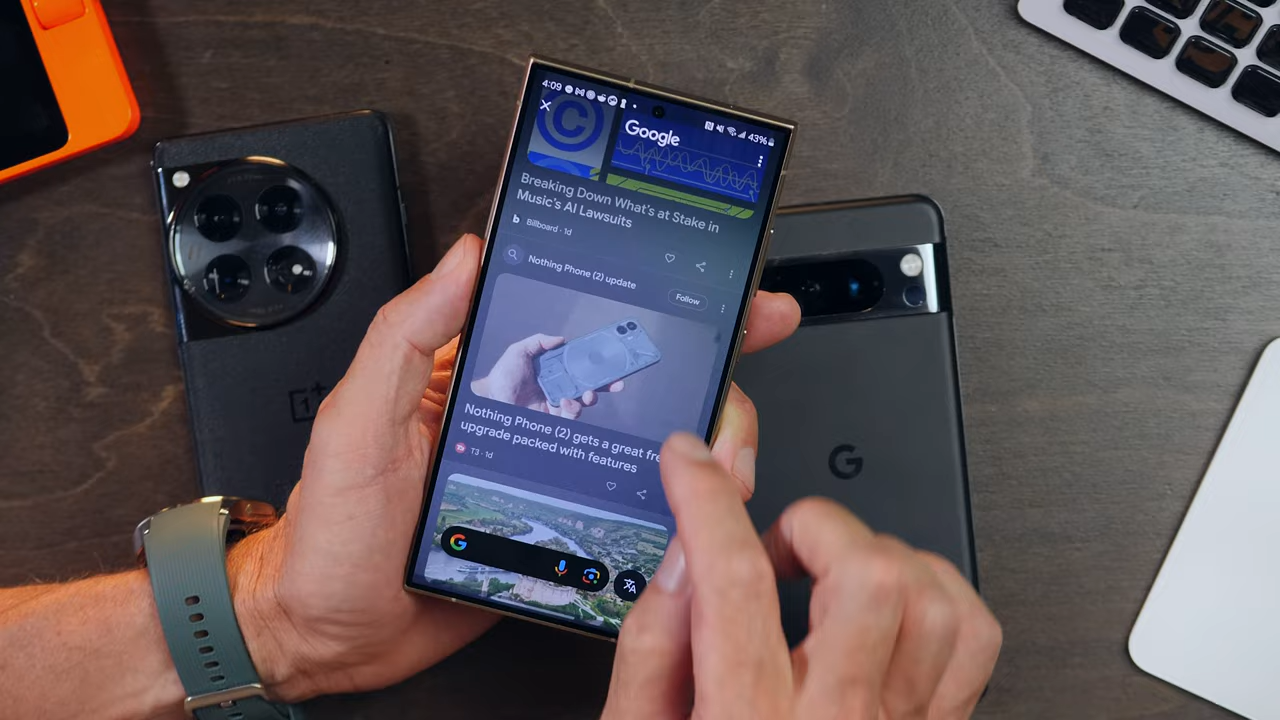 4:09
43%
Google
Breaking Down What's at Stake in
Music's AI Lawsuits
b Billboard · 1d
Nothing Phone (2) update
Follow
Nothing Phone (2) gets a great fre
upgrade packed with features
T3 · 1d
G
G